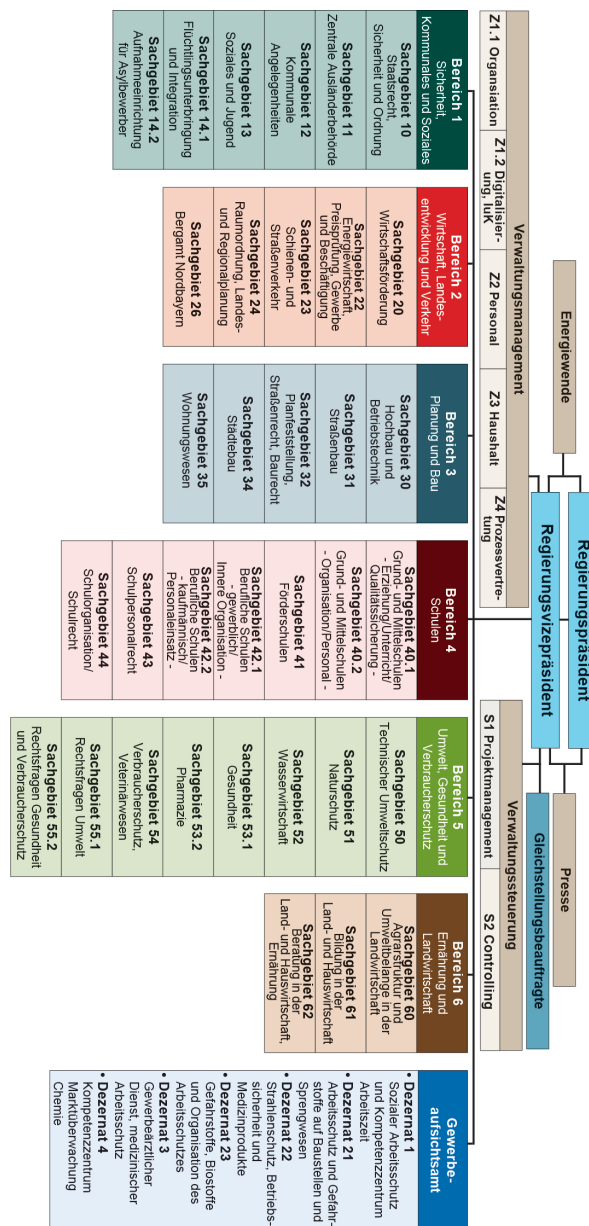 Regierungspräsident
Regierungsvizepräsident
Energiewende
Presse
Gleichstellungsbeauftragte
Verwaltungsmanagement
Z1.1 Organsiation
Z1.2 Digitalisier-
ung, IuK
Z2 Personal
Z3 Haushalt
Z4 Prozessvertre-
tung
Verwaltungssteuerung
S1 Projektmanagement
S2 Controlling
Bereich 1
Sicherheit,
Kommunales und Soziales
Sachgebiet 10
Staatsrecht,
Sicherheit und Ordnung
Sachgebiet 11
Zentrale Ausländerbehörde
Sachgebiet 12
Kommunale
Angelegenheiten
Sachgebiet 13
Soziales und Jugend
Sachgebiet 14.1
Flüchtlingsunterbringung
und Integration
Sachgebiet 14.2
Aufnahmeeinrichtung
für Asylbewerber
Bereich 2
Wirtschaft, Landes-
entwicklung und Verkehr
Sachgebiet 20
Wirtschaftsförderung
Sachgebiet 22
Energiewirtschaft,
Preisprüfung, Gewerbe
und Beschäftigung
Sachgebiet 23
Schienen- und
Straßenverkehr
Sachgebiet 24
Raumordnung, Landes-
und Regionalplanung
Sachgebiet 26
Bergamt Nordbayern
Bereich 3
Planung und Bau
Sachgebiet 30
Hochbau und
Betriebstechnik
Sachgebiet 31
Straßenbau
Sachgebiet 32
Planfeststellung,
Straßenrecht, Baurecht
Sachgebiet 34
Städtebau
Sachgebiet 35
Wohnungswesen
Bereich 4
Schulen
Sachgebiet 40.1
Grund- und Mittelschulen
- Erziehung/Unterricht/
Qualitätssicherung -
Sachgebiet 40.2
Grund- und Mittelschulen
- Organisation/Personal -
Sachgebiet 41
Förderschulen
Sachgebiet 42.1
Berufliche Schulen
- gewerblich/
Innere Organisation -
Sachgebiet 42.2
Berufliche Schulen
- kaufmännisch/
Personaleinsatz -
Sachgebiet 43
Schulpersonalrecht
Sachgebiet 44
Schulorganisation/
Schulrecht
Bereich 5
Umwelt, Gesundheit und
Verbraucherschutz
Sachgebiet 50
Technischer Umweltschutz
Sachgebiet 51
Naturschutz
Sachgebiet 52
Wasserwirtschaft
Sachgebiet 53.1
Gesundheit
Sachgebiet 53.2
Pharmazie
Sachgebiet 54
Verbraucherschutz,
Veterinärwesen
Sachgebiet 55.1
Rechtsfragen Umwelt
Sachgebiet 55.2
Rechtsfragen Gesundheit
und Verbraucherschutz
Bereich 6
Ernährung und
Landwirtschaft
Sachgebiet 60
Agrarstruktur und
Umweltbelange in der
Landwirtschaft
Sachgebiet 61
Bildung in der
Land- und Hauswirtschaft
Sachgebiet 62
Beratung in der
Land- und Hauswirtschaft,
Ernährung
Gewerbe-
aufsichtsamt
• Dezernat 1
Sozialer Arbeitsschutz
und Kompetenzzentrum
Arbeitszeit
• Dezernat 21
Arbeitsschutz und Gefahr-
stoffe auf Baustellen und
Sprengwesen
• Dezernat 22
Strahlenschutz, Betriebs-
sicherheit und
Medizinprodukte
• Dezernat 23
Gefahrstoffe, Biostoffe
und Organisation des
Arbeitsschutzes
• Dezernat 3
Gewerbeärztlicher
Dienst, medizinischer
Arbeitsschutz
• Dezernat 4
Kompetenzzentrum
Marktüberwachung
Chemie